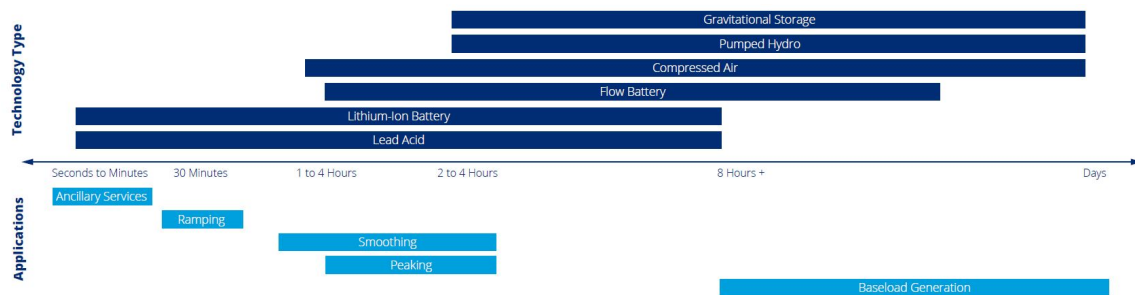 Technology Type
Gravitational Storage
Pumped Hydro
Compressed Air
Flow Battery
Lithium-Ion Battery
Lead Acid
Seconds to Minutes
30 Minutes
1 to 4 Hours
2 to 4 Hours
8 Hours +
Days
Applications
Ancillary Services
Ramping
Smoothing
Peaking
Baseload Generation